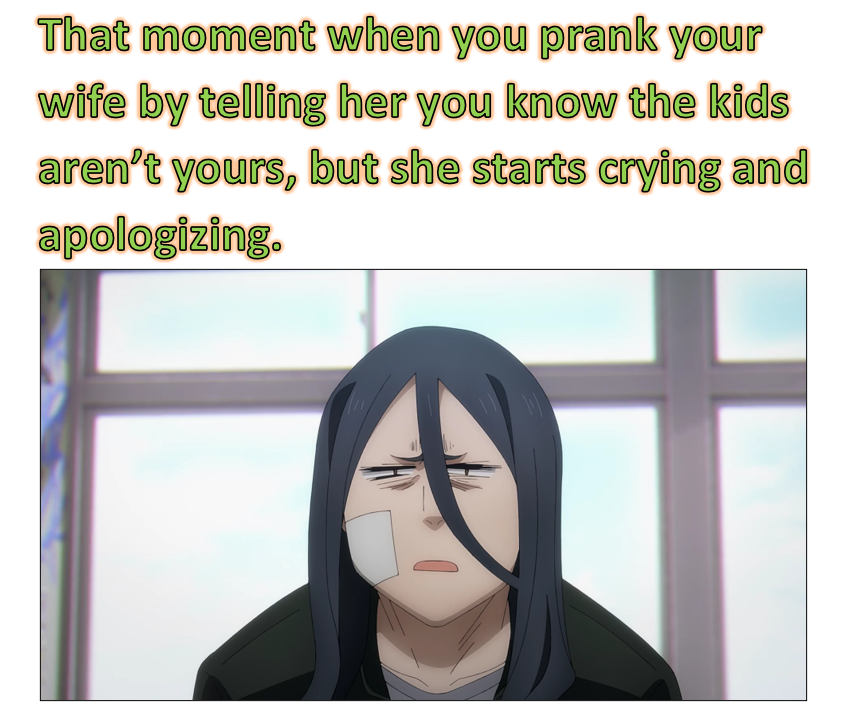 That moment when you prank your
wife by telling her you know the kids
aren’t yours, but she starts crying and
apologizing.